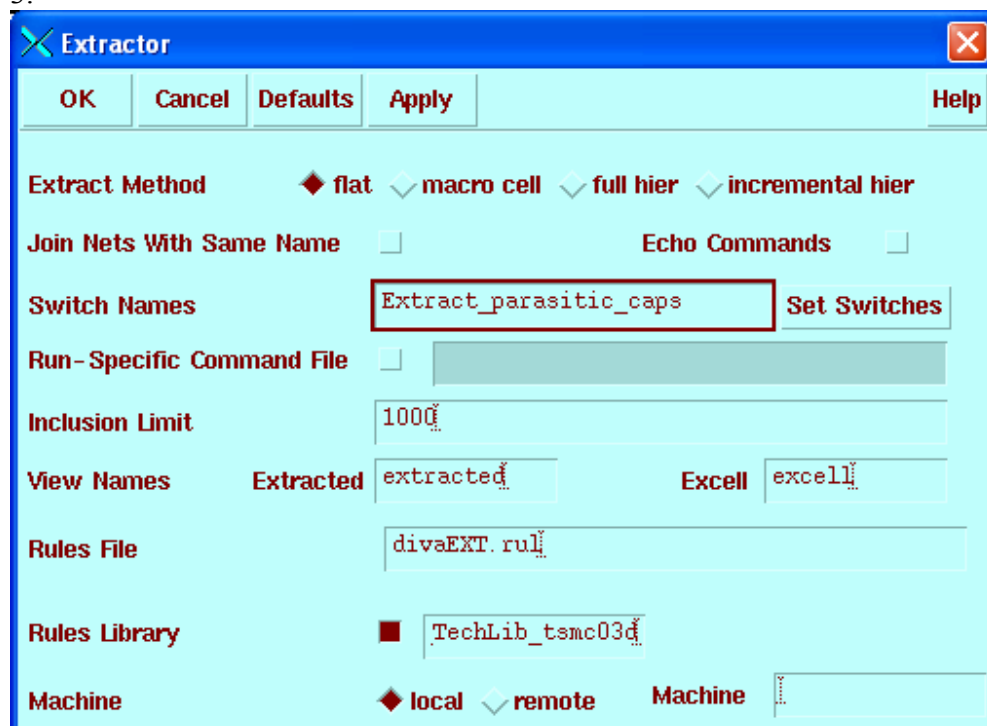 Extractor
OK Cancel Defaults Apply Help
Extract Method flat macro cell full hier incremental hier
Join Nets With Same Name Echo Commands
Switch Names Extract_parasitic_caps Set Switches
Run-Specific Command File
Inclusion Limit 1000
View Names Extracted extracted Excell excell
Rules File divaEXT.rul
Rules Library TechLib_tsmc03d
Machine local remote Machine